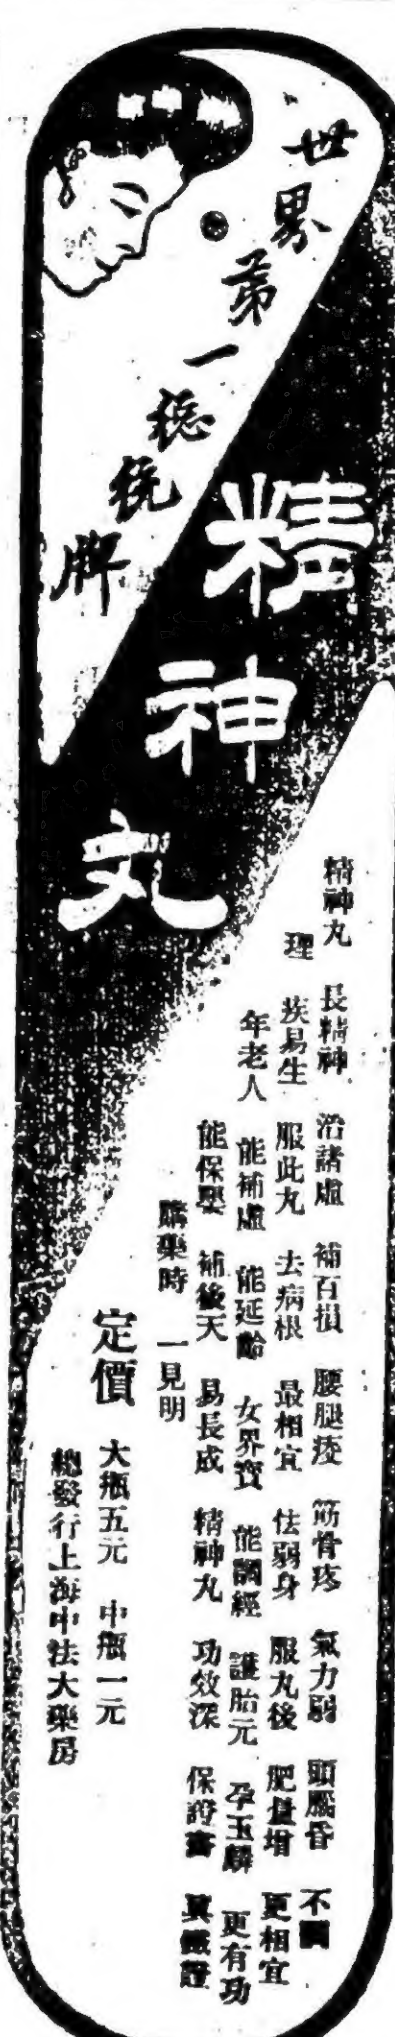 世界第一總統牌
精神丸
精神丸 長精神 治諸虛 補百損 腰腿痠 筋骨疼 氣力弱 頭腦昏 不調
理 疾易生 服此丸 去病根 最相宜 怯弱身 服丸後 肥量增 更相宜
年老人 能補虛 能延齡 女界寶 能調經 護胎元 孕玉麟 更有功
能保嬰 補後天 易長成 精神丸 功效深 保證書 真憑證
購藥時 一見明
定價 大瓶五元 中瓶一元
總發行上海中法大藥房